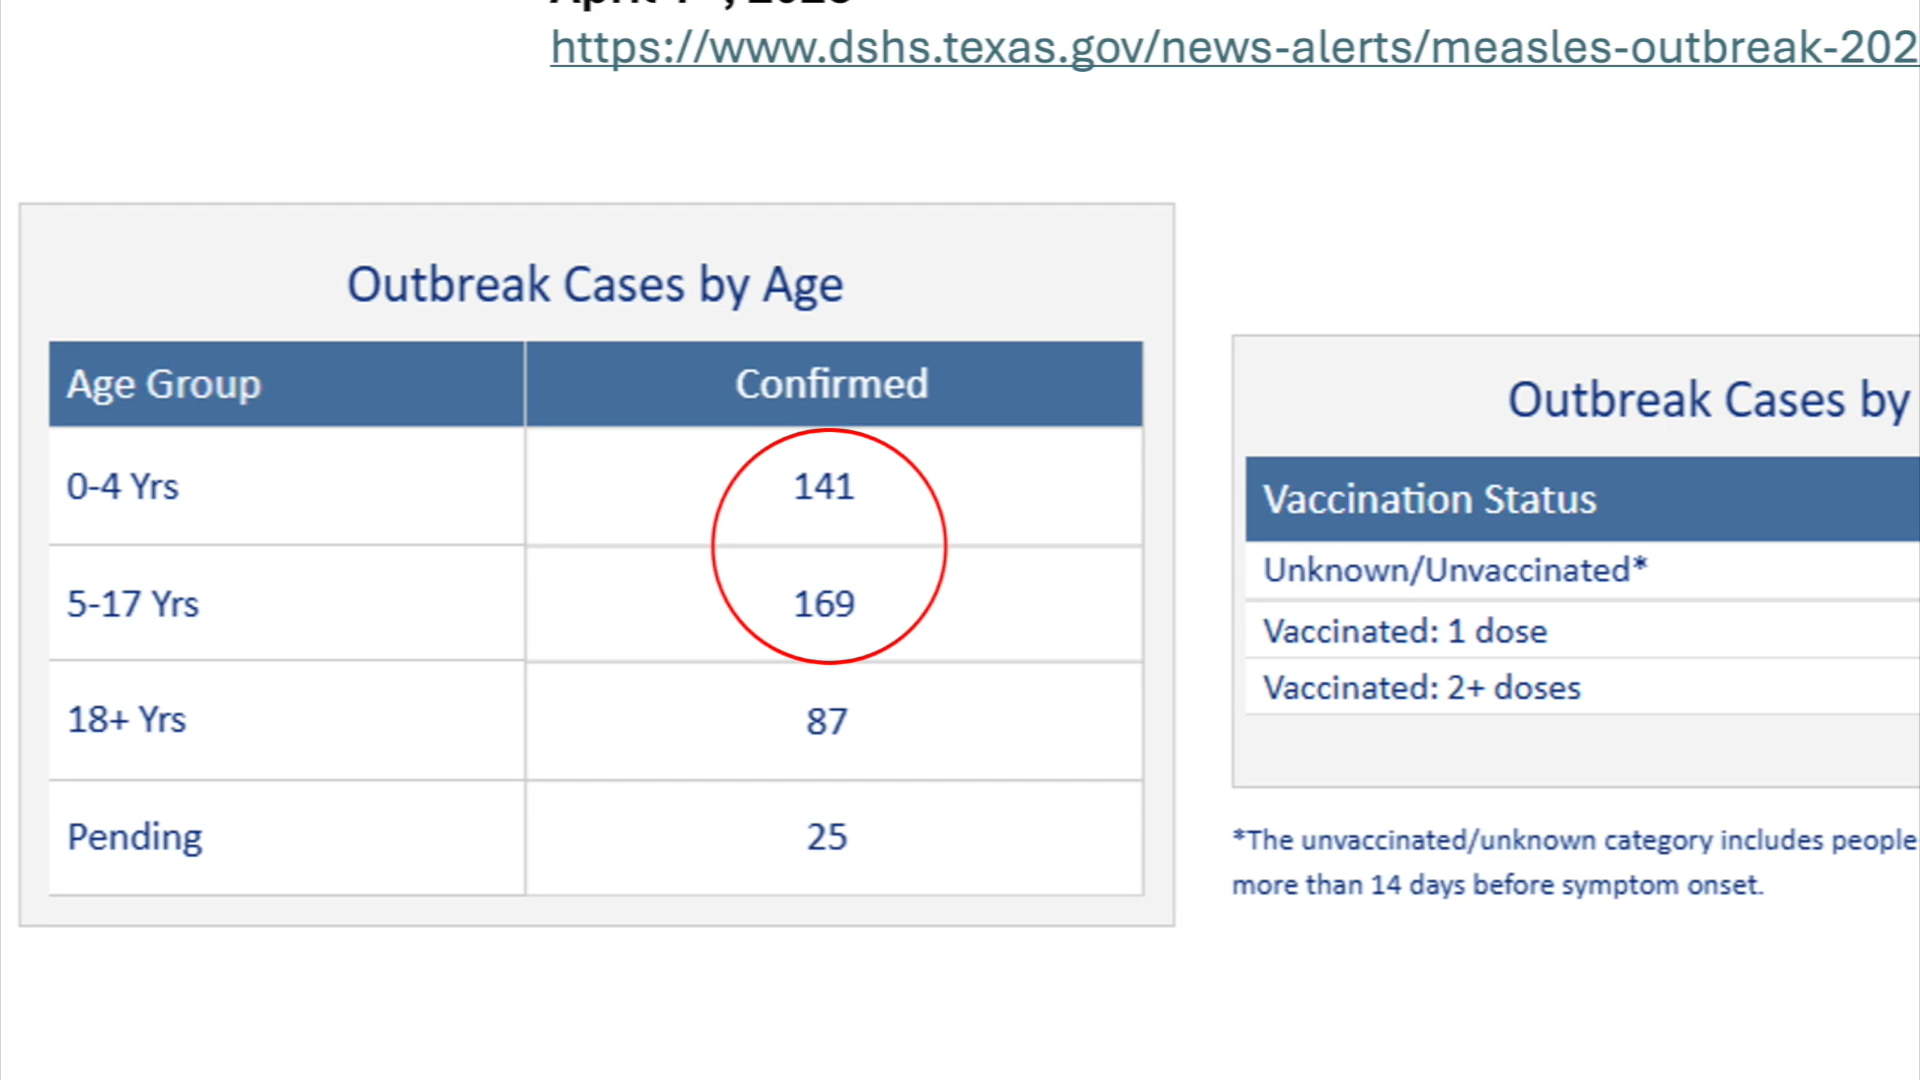 https://www.dshs.texas.gov/news-alerts/measles-outbreak-202
Outbreak Cases by Age
Age Group Confirmed
0-4 Yrs 141
5-17 Yrs 169
18+ Yrs 87
Pending 25
Outbreak Cases by
Vaccination Status
Unknown/Unvaccinated*
Vaccinated: 1 dose
Vaccinated: 2+ doses
*The unvaccinated/unknown category includes people
more than 14 days before symptom onset.